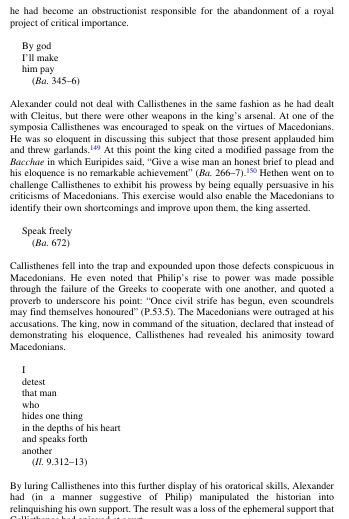 he had become an obstructionist responsible for the abandonment of a royal
project of critical importance.
By god
I'll make
him pay
(Ba. 345–6)
Alexander could not deal with Callisthenes in the same fashion as he had dealt
with Cleitus, but there were other weapons in the king's arsenal. At one of the
symposia Callisthenes was encouraged to speak on the virtues of Macedonians.
He was so eloquent in discussing this subject that those present applauded him
and threw garlands.149 At this point the king cited a modified passage from the
Bacchae in which Euripides said, “Give a wise man an honest brief to plead and
his eloquence is no remarkable achievement” (Ba. 266–7).150 Hethen went on to
challenge Callisthenes to exhibit his prowess by being equally persuasive in his
criticisms of Macedonians. This exercise would also enable the Macedonians to
identify their own shortcomings and improve upon them, the king asserted.
Speak freely
(Ba. 672)
Callisthenes fell into the trap and expounded upon those defects conspicuous in
Macedonians. He even noted that Philip's rise to power was made possible
through the failure of the Greeks to cooperate with one another, and quoted a
proverb to underscore his point: “Once civil strife has begun, even scoundrels
may find themselves honoured” (P.53.5). The Macedonians were outraged at his
accusations. The king, now in command of the situation, declared that instead of
demonstrating his eloquence, Callisthenes had revealed his animosity toward
Macedonians.
I
detest
that man
who
hides one thing
in the depths of his heart
and speaks forth
another
(Il. 9.312–13)
By luring Callisthenes into this further display of his oratorical skills, Alexander
had (in a manner suggestive of Philip) manipulated the historian into
relinquishing his own support. The result was a loss of the ephemeral support that